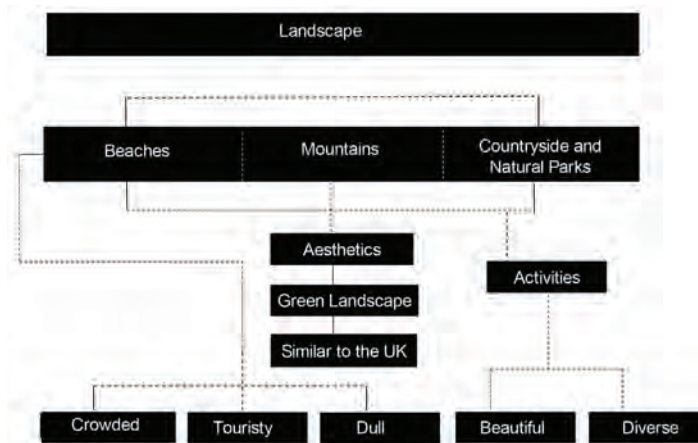 Landscape
Beaches
Mountains
Countryside and
Natural Parks
Aesthetics
Activities
Green Landscape
Similar to the UK
Crowded
Touristy
Dull
Beautiful
Diverse